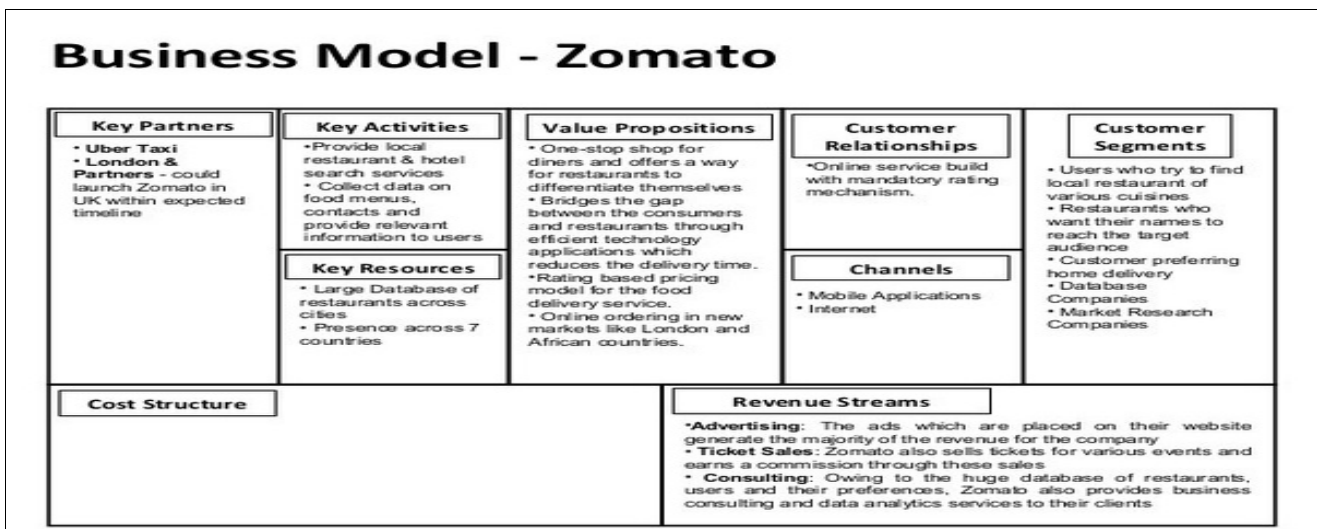 Business Model - Zomato
Key Partners
• Uber Taxi
• London &
Partners - could
launch Zomato in
UK within expected
timeline
Key Activities
•Provide local
restaurant & hotel
search services
• Collect data on
food menus,
contacts and
provide relevant
information to users
Key Resources
• Large Database of
restaurants across
cities
• Presence across 7
countries
Value Propositions
• One-stop shop for
diners and offers a way
for restaurants to
differentiate themselves
• Bridges the gap
between the consumers
and restaurants through
efficient technology
applications which
reduces the delivery time.
•Rating based pricing
model for the food
delivery service.
• Online ordering in new
markets like London and
African countries.
Customer
Relationships
•Online service build
with mandatory rating
mechanism.
Channels
• Mobile Applications
• Internet
Customer
Segments
• Users who try to find
local restaurant of
various cuisines
• Restaurants who
want their names to
reach the target
audience
• Customer preferring
home delivery
• Database
Companies
• Market Research
Companies
Cost Structure
Revenue Streams
•Advertising: The ads which are placed on their website
generate the majority of the revenue for the company
• Ticket Sales: Zomato also sells tickets for various events and
earns a commission through these sales
• Consulting: Owing to the huge database of restaurants,
users and their preferences, Zomato also provides business
consulting and data analytics services to their clients